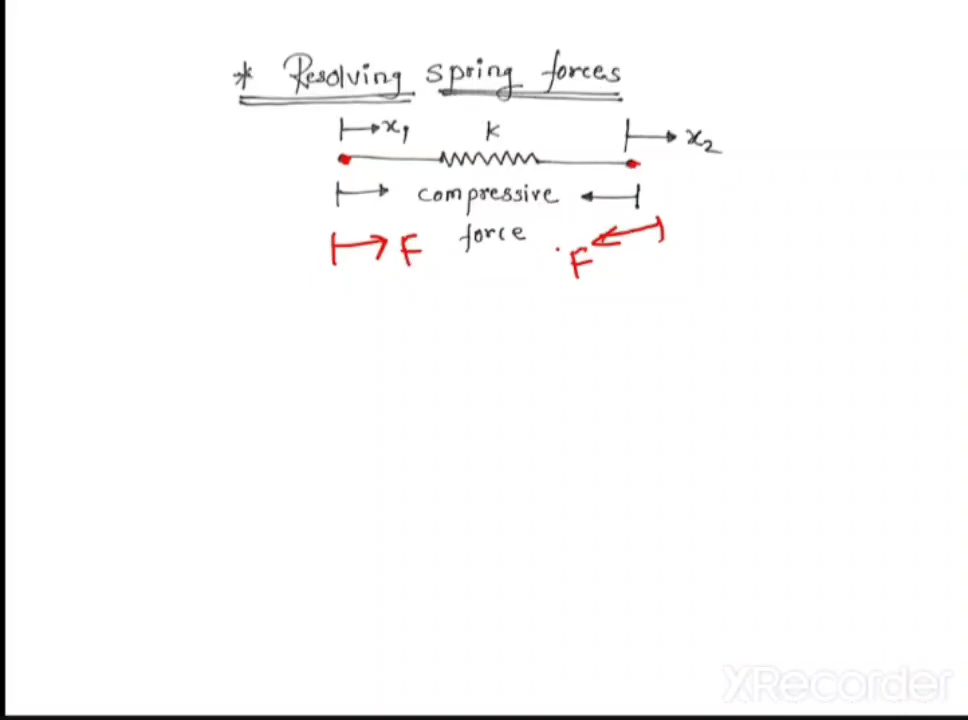 * Resolving spring forces
x1 k x2
compressive
force
F F
XRecorder